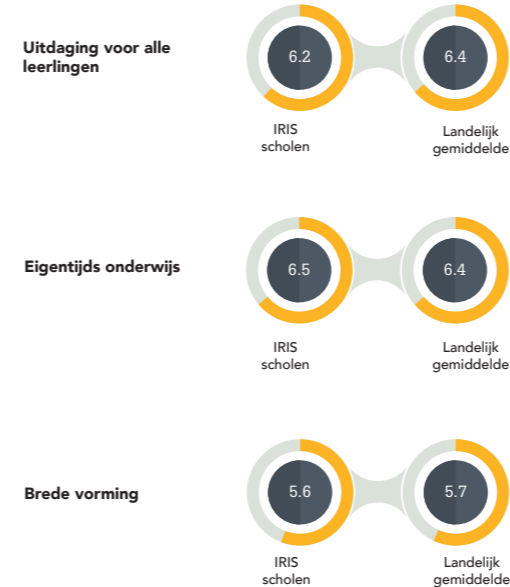 Uitdaging voor alle
leerlingen
6.2
6.4
IRIS
scholen
Landelijk
gemiddelde
Eigentijds onderwijs
6.5
6.4
IRIS
scholen
Landelijk
gemiddelde
Brede vorming
5.6
5.7
IRIS
scholen
Landelijk
gemiddelde